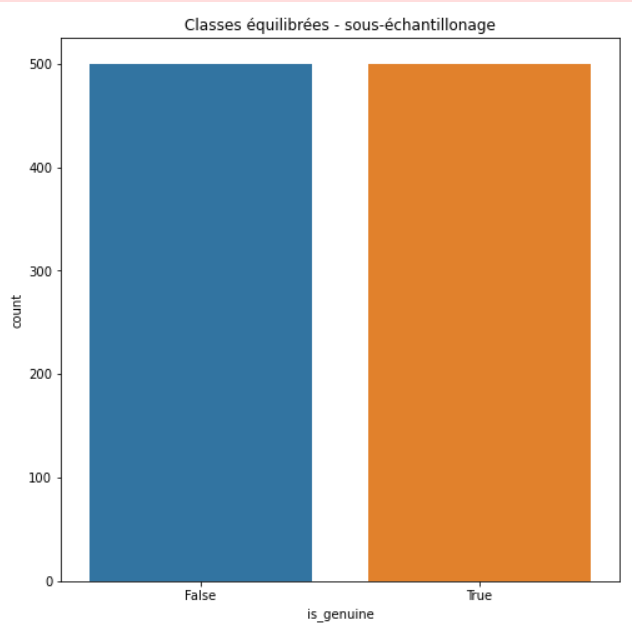 Classes équilibrées - sous-échantillonage
500
400
300
200
100
0
count
False True
is_genuine